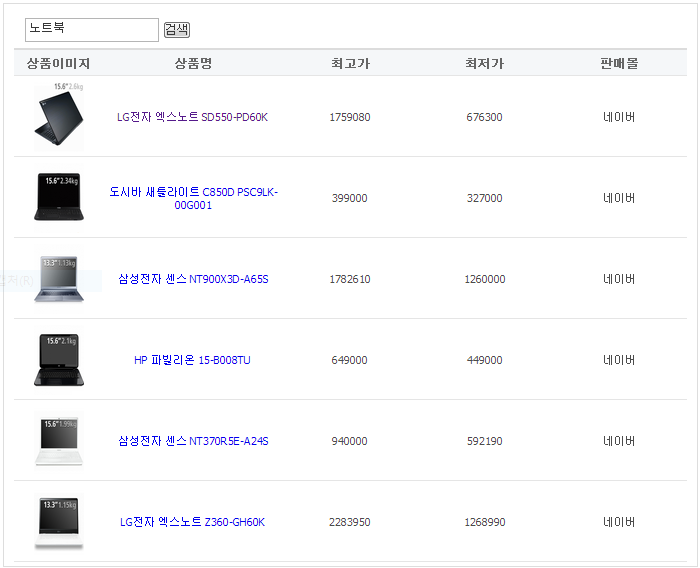 노트북 검색
상품이미지 상품명 최고가 최저가 판매몰
15.6" 2.6kg
LG전자 엑스노트 SD550-PD60K 1759080 676300 네이버
15.6" 2.34kg
도시바 새틀라이트 C850D PSC9LK-
00G001
399000 327000 네이버
13.3" 1.13kg
삼성전자 센스 NT900X3D-A65S 1782610 1260000 네이버
캡처(R)
15.6" 2.1kg
HP 파빌리온 15-B008TU 649000 449000 네이버
15.6" 1.99kg
삼성전자 센스 NT370R5E-A24S 940000 592190 네이버
13.3" 1.15kg
LG전자 엑스노트 Z360-GH60K 2283950 1268990 네이버